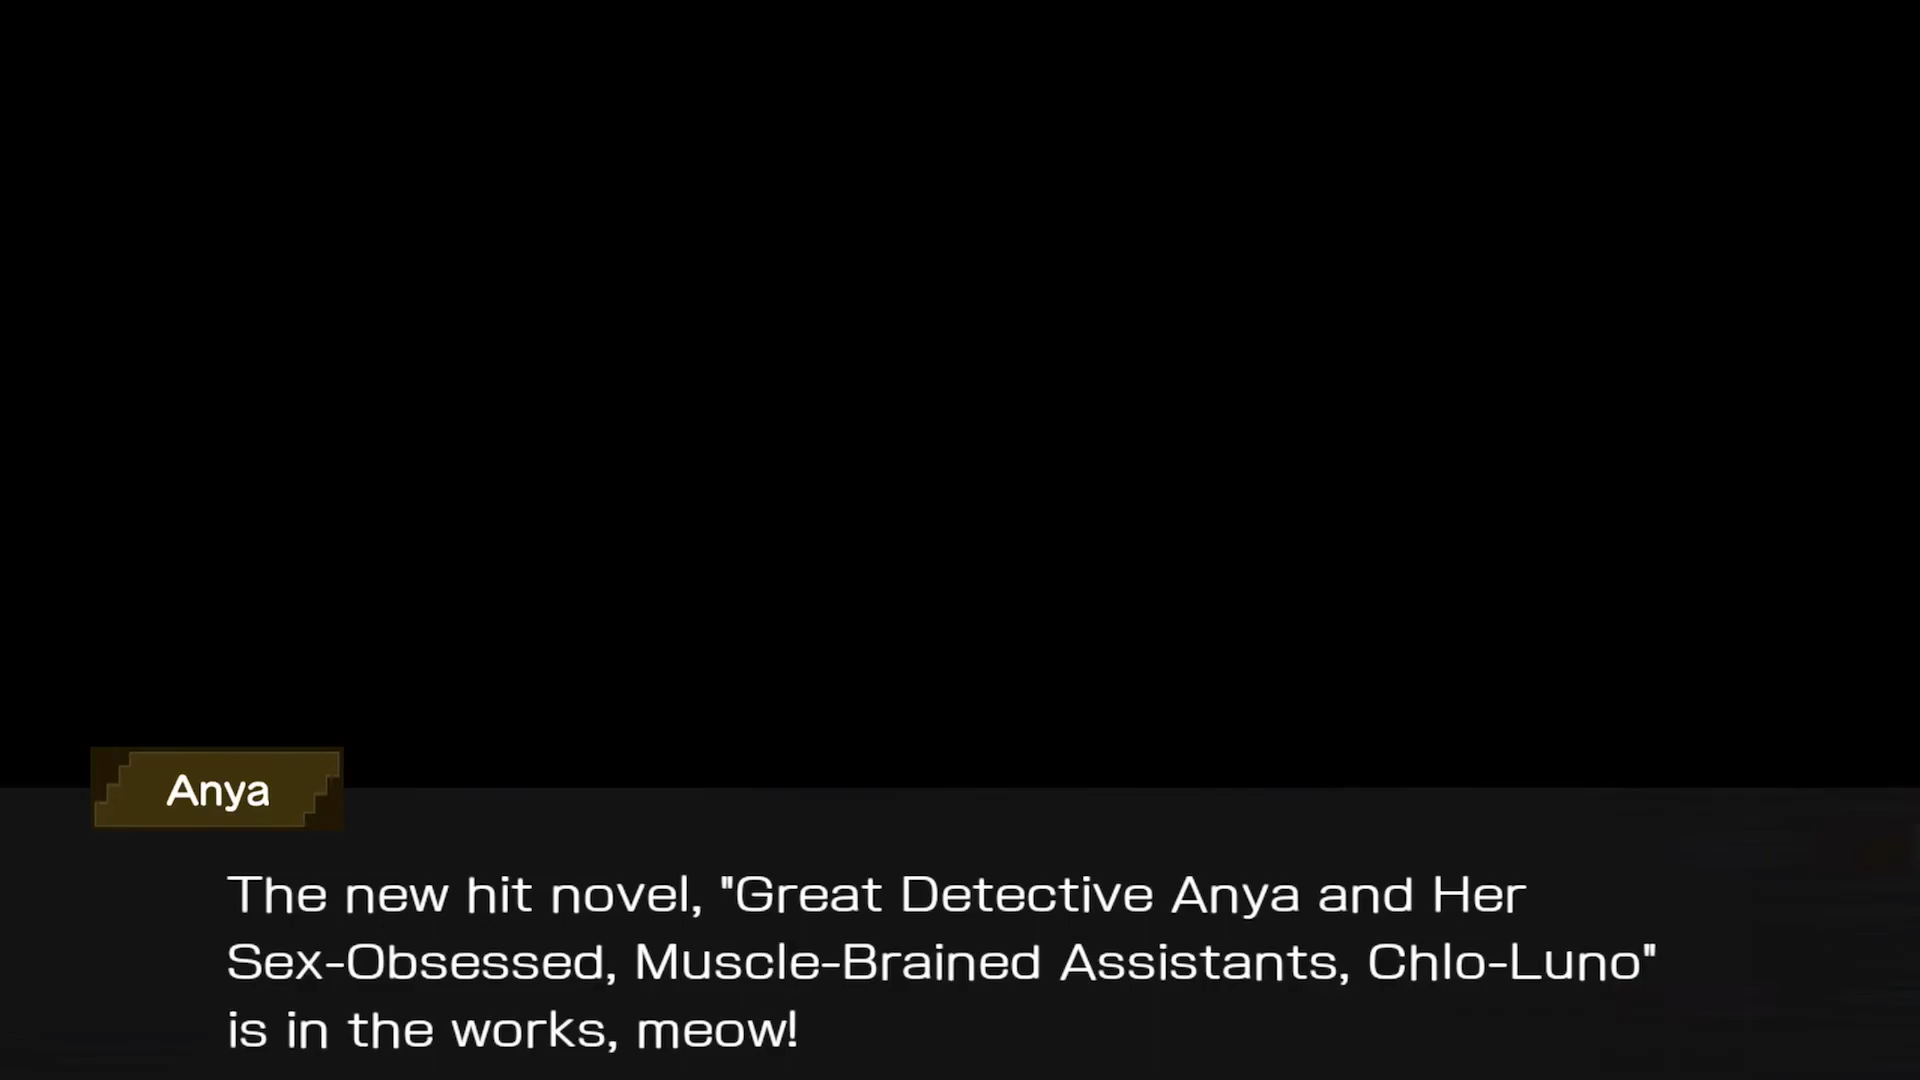 Anya
The new hit novel, "Great Detective Anya and Her
Sex-Obsessed, Muscle-Brained Assistants, Chlo-Luno"
is in the works, meow!